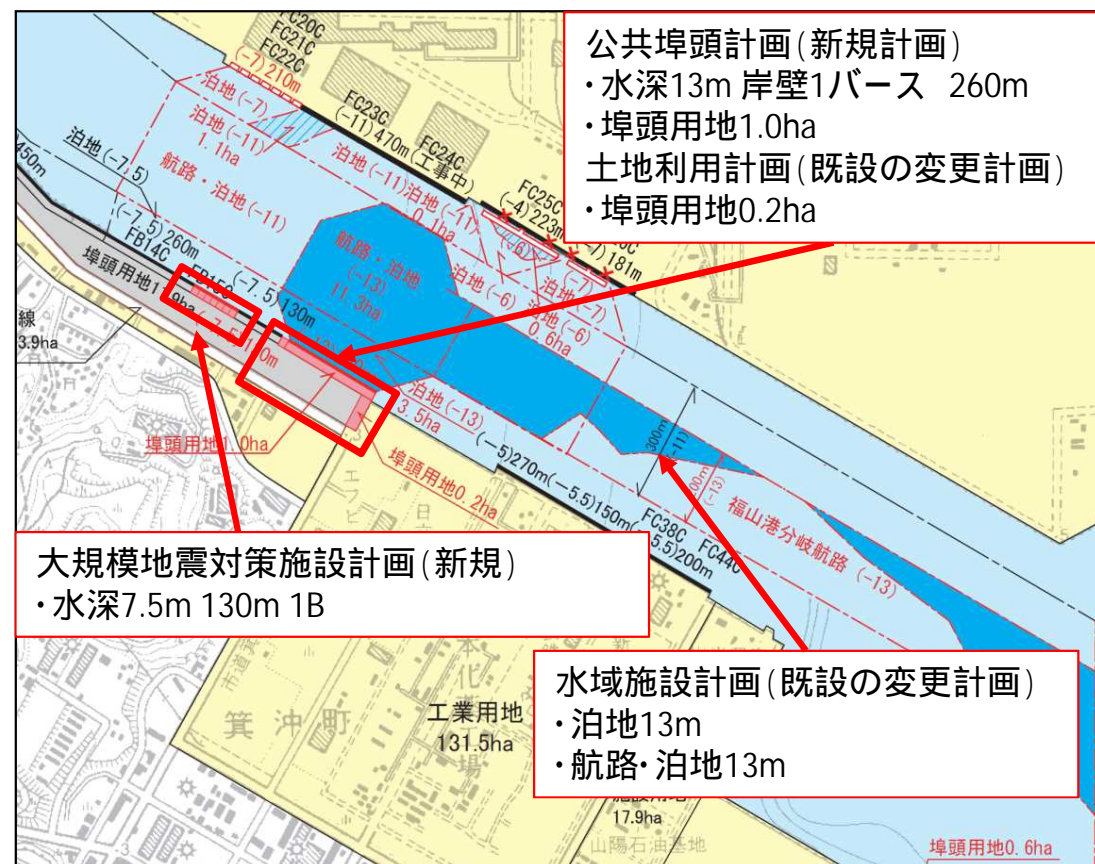 FC20C
FC21C
FC22C
(-7)210m
泊地(-7)
泊地(-11)
1.1ha
航路・泊地(-11)
FC23C
(-11)470m(工事中)
FC24C
泊地(-11)
泊地(-11)
0.1ha
(-6)
(-7)
FC25C
(-4)223m
(-7)181m
泊地(-7)
泊地(-6)
泊地(-6)
0.6ha
公共埠頭計画(新規計画)
・水深13m 岸壁1バース 260m
・埠頭用地1.0ha
土地利用計画(既設の変更計画)
・埠頭用地0.2ha
450m
泊地(-7.5)
(-7.5)260m
FB14C
FB15C
(-7.5)130m
航路・泊地
(-13)
11.3ha
線
3.9ha
泊地(-13)
3.5ha
埠頭用地1.0ha
埠頭用地0.2ha
(-5)270m
(-5.5)150m
FC38C
FC44C
300m
(-11)
(-13)
福山港分岐航路 (-13)
大規模地震対策施設計画(新規)
・水深7.5m 130m 1B
水域施設計画(既設の変更計画)
・泊地13m
・航路・泊地13m
箕沖町
工業用地
131.5ha
17.9ha
山陽石油基地
埠頭用地0.6ha